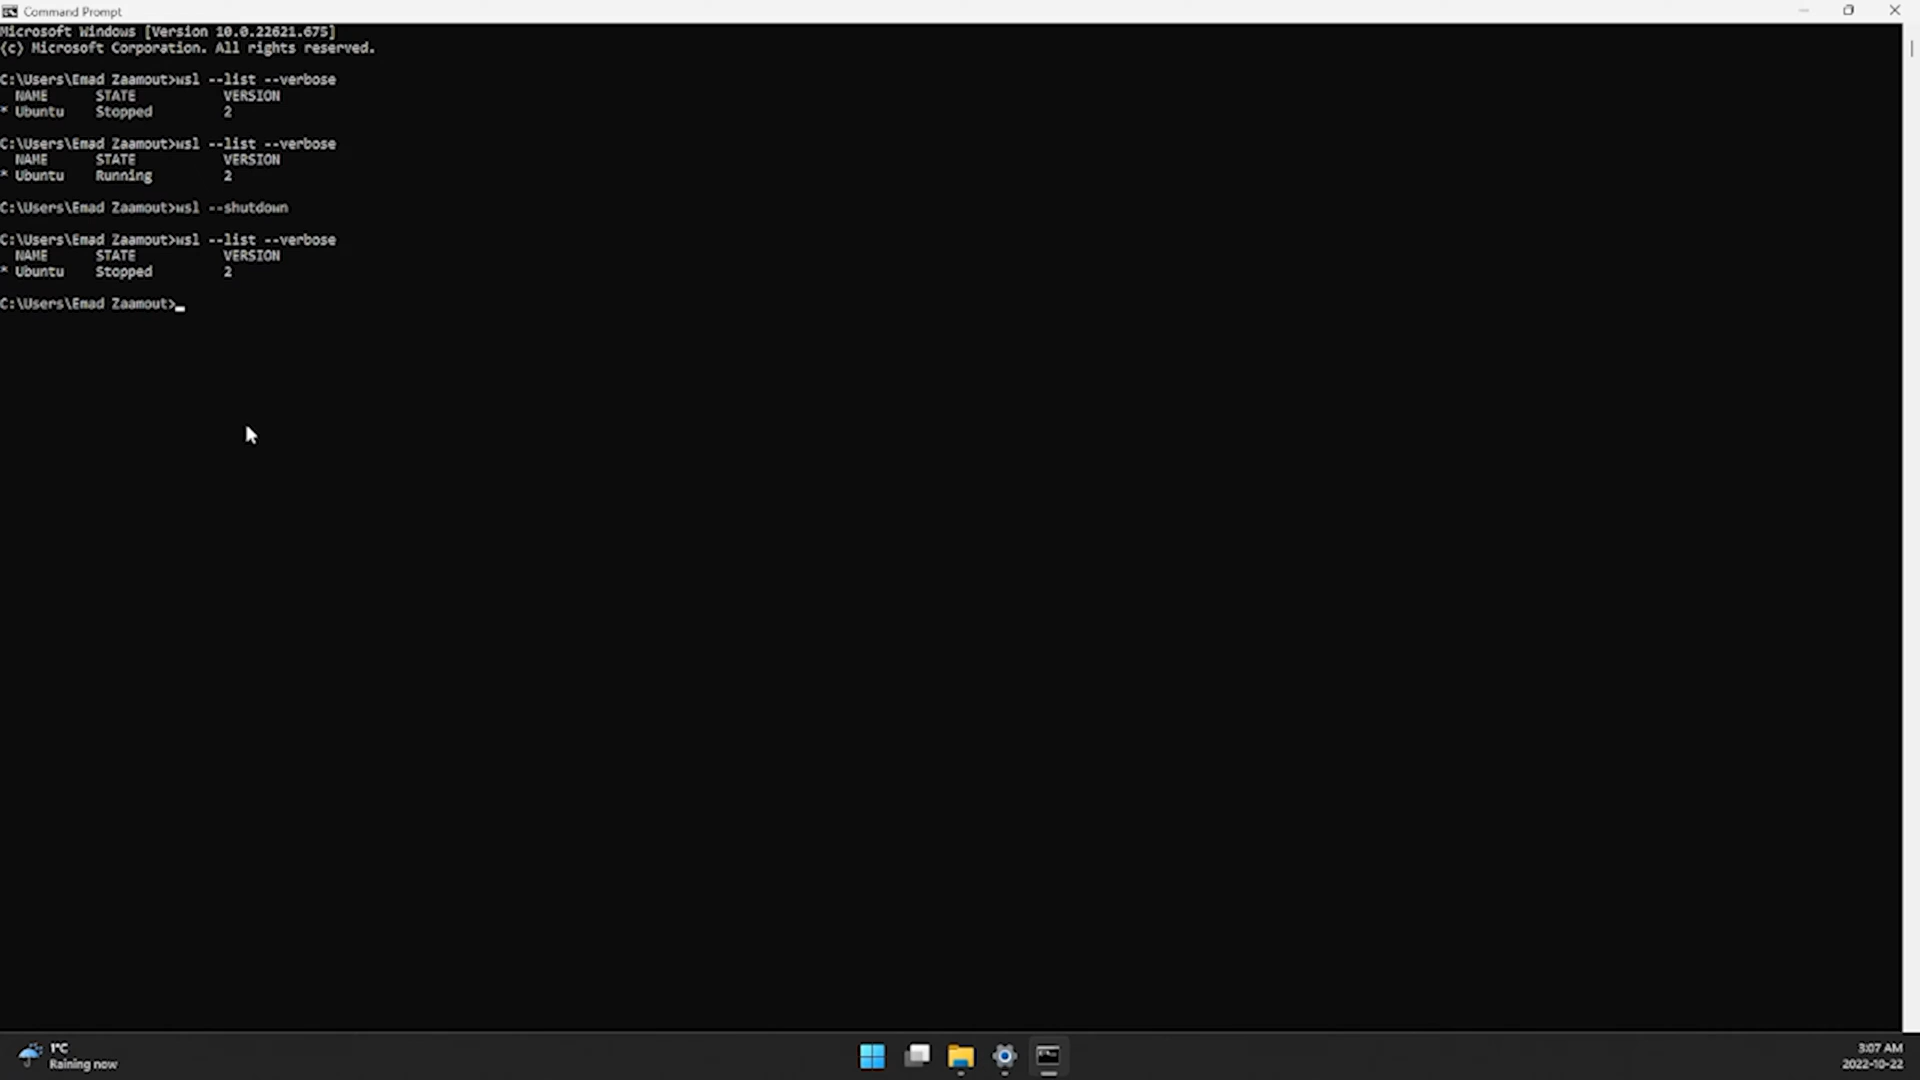 Command Prompt
Microsoft Windows [Version 10.0.22621.675]
(c) Microsoft Corporation. All rights reserved.
C:\Users\Emad Zaamout>wsl --list --verbose
NAME STATE VERSION
* Ubuntu Stopped 2
C:\Users\Emad Zaamout>wsl --list --verbose
NAME STATE VERSION
* Ubuntu Running 2
C:\Users\Emad Zaamout>wsl --shutdown
C:\Users\Emad Zaamout>wsl --list --verbose
NAME STATE VERSION
* Ubuntu Stopped 2
C:\Users\Emad Zaamout>
1°C
Raining now
3:07 AM
2022-10-22